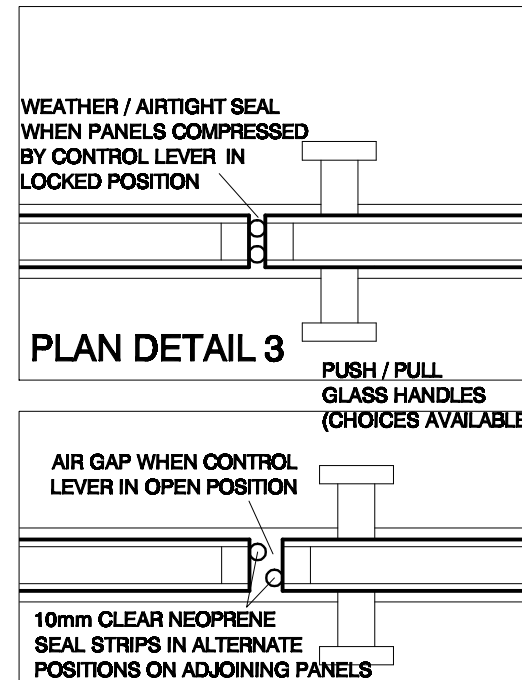 WEATHER / AIRTIGHT SEAL
WHEN PANELS COMPRESSED
BY CONTROL LEVER IN
LOCKED POSITION
PLAN DETAIL 3
PUSH / PULL
GLASS HANDLES
(CHOICES AVAILABLE
AIR GAP WHEN CONTROL
LEVER IN OPEN POSITION
10mm CLEAR NEOPRENE
SEAL STRIPS IN ALTERNATE
POSITIONS ON ADJOINING PANELS